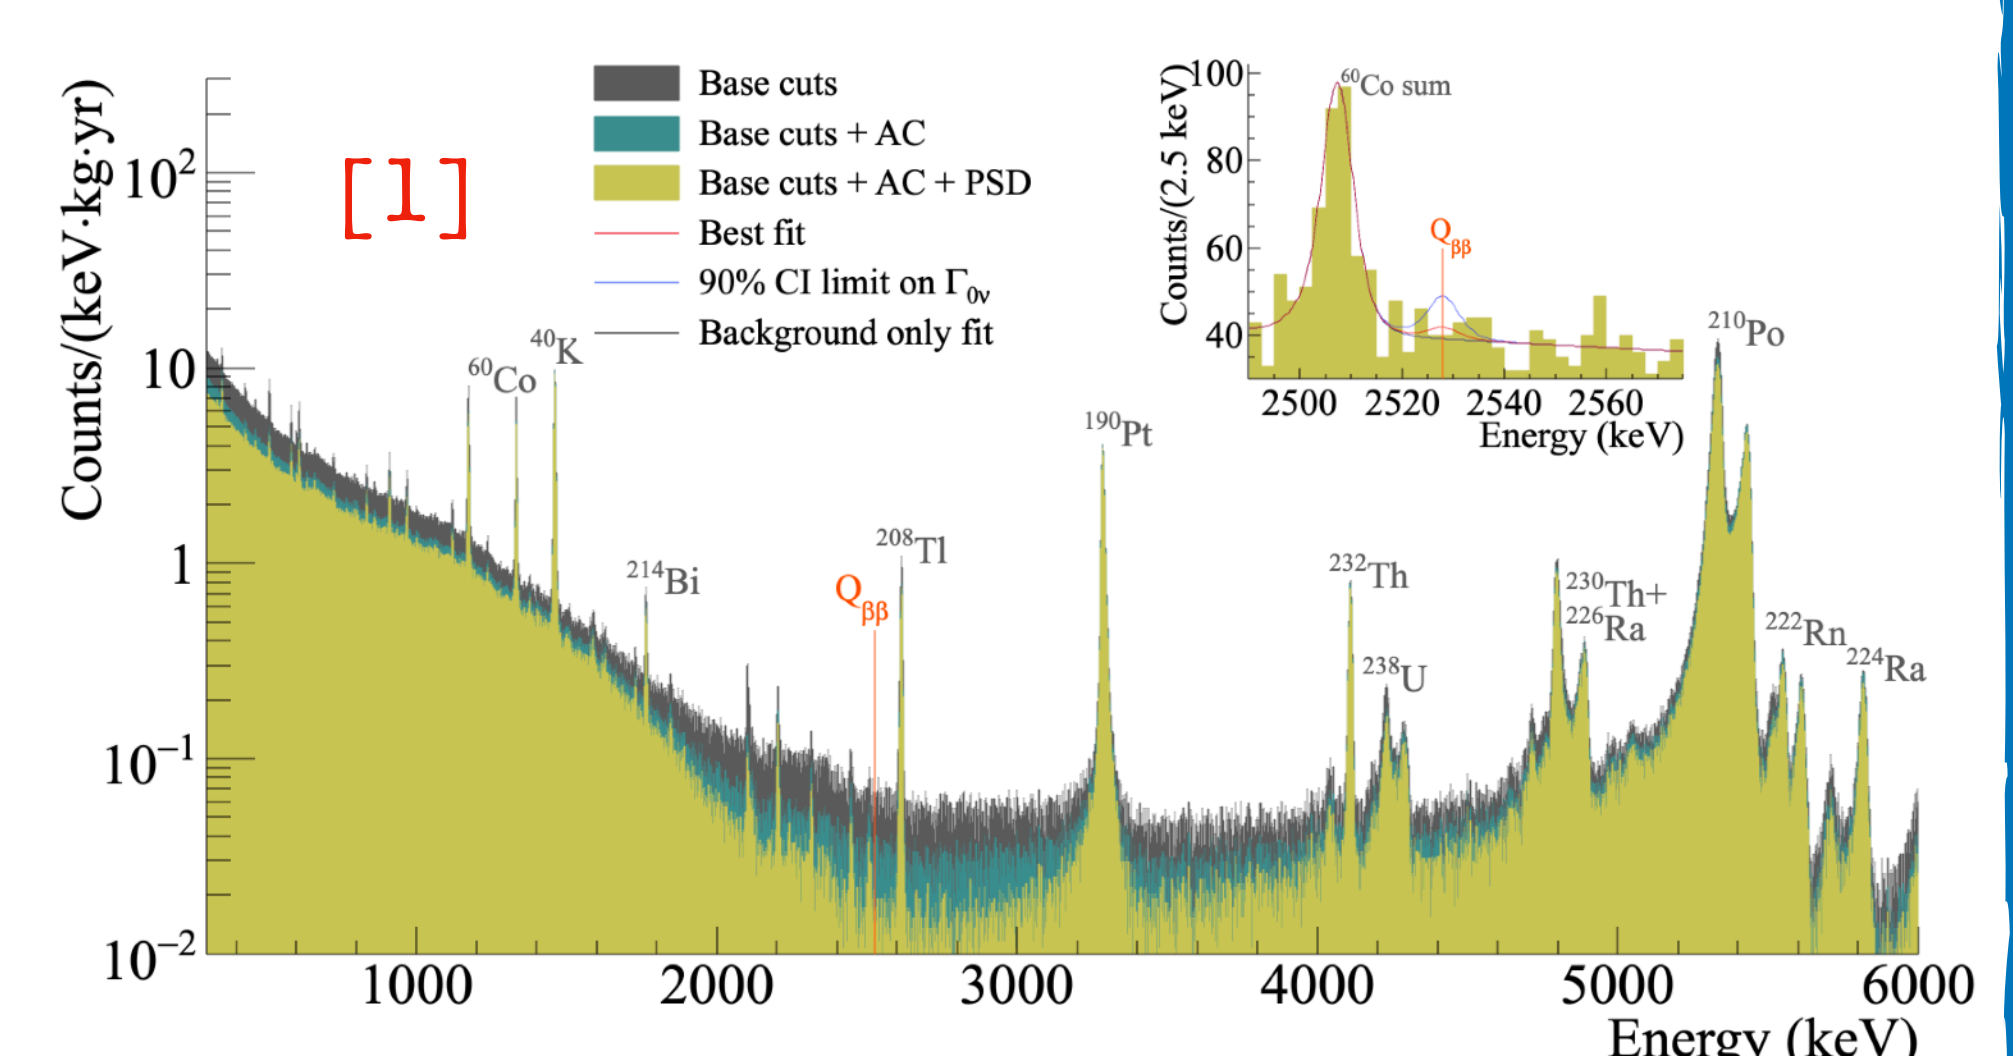 Counts/(keV·kg·yr)
10²
10
1
10⁻¹
10⁻²
[1]
Base cuts
Base cuts + AC
Base cuts + AC + PSD
Best fit
90% CI limit on Γ₀ᵥ
Background only fit
⁶⁰Co
⁴⁰K
²¹⁴Bi
Qββ
²⁰⁸Tl
¹⁹⁰Pt
²³²Th
²³⁸U
²³⁰Th+
²²⁶Ra
²¹⁰Po
²²²Rn
²²⁴Ra
1000 2000 3000 4000 5000 6000
Energy (keV)
Counts/(2.5 keV)
100
80
60
40
⁶⁰Co sum
Qββ
2500 2520 2540 2560
Energy (keV)